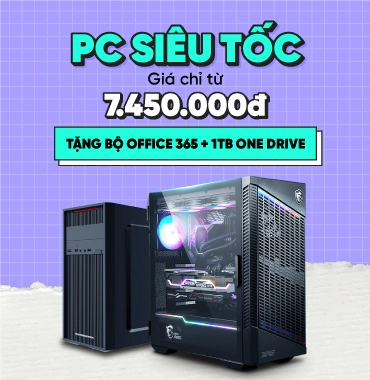 PC SIÊU TỐC
Giá chỉ từ
7.450.000đ
TẶNG BỘ OFFICE 365 + 1TB ONE DRIVE